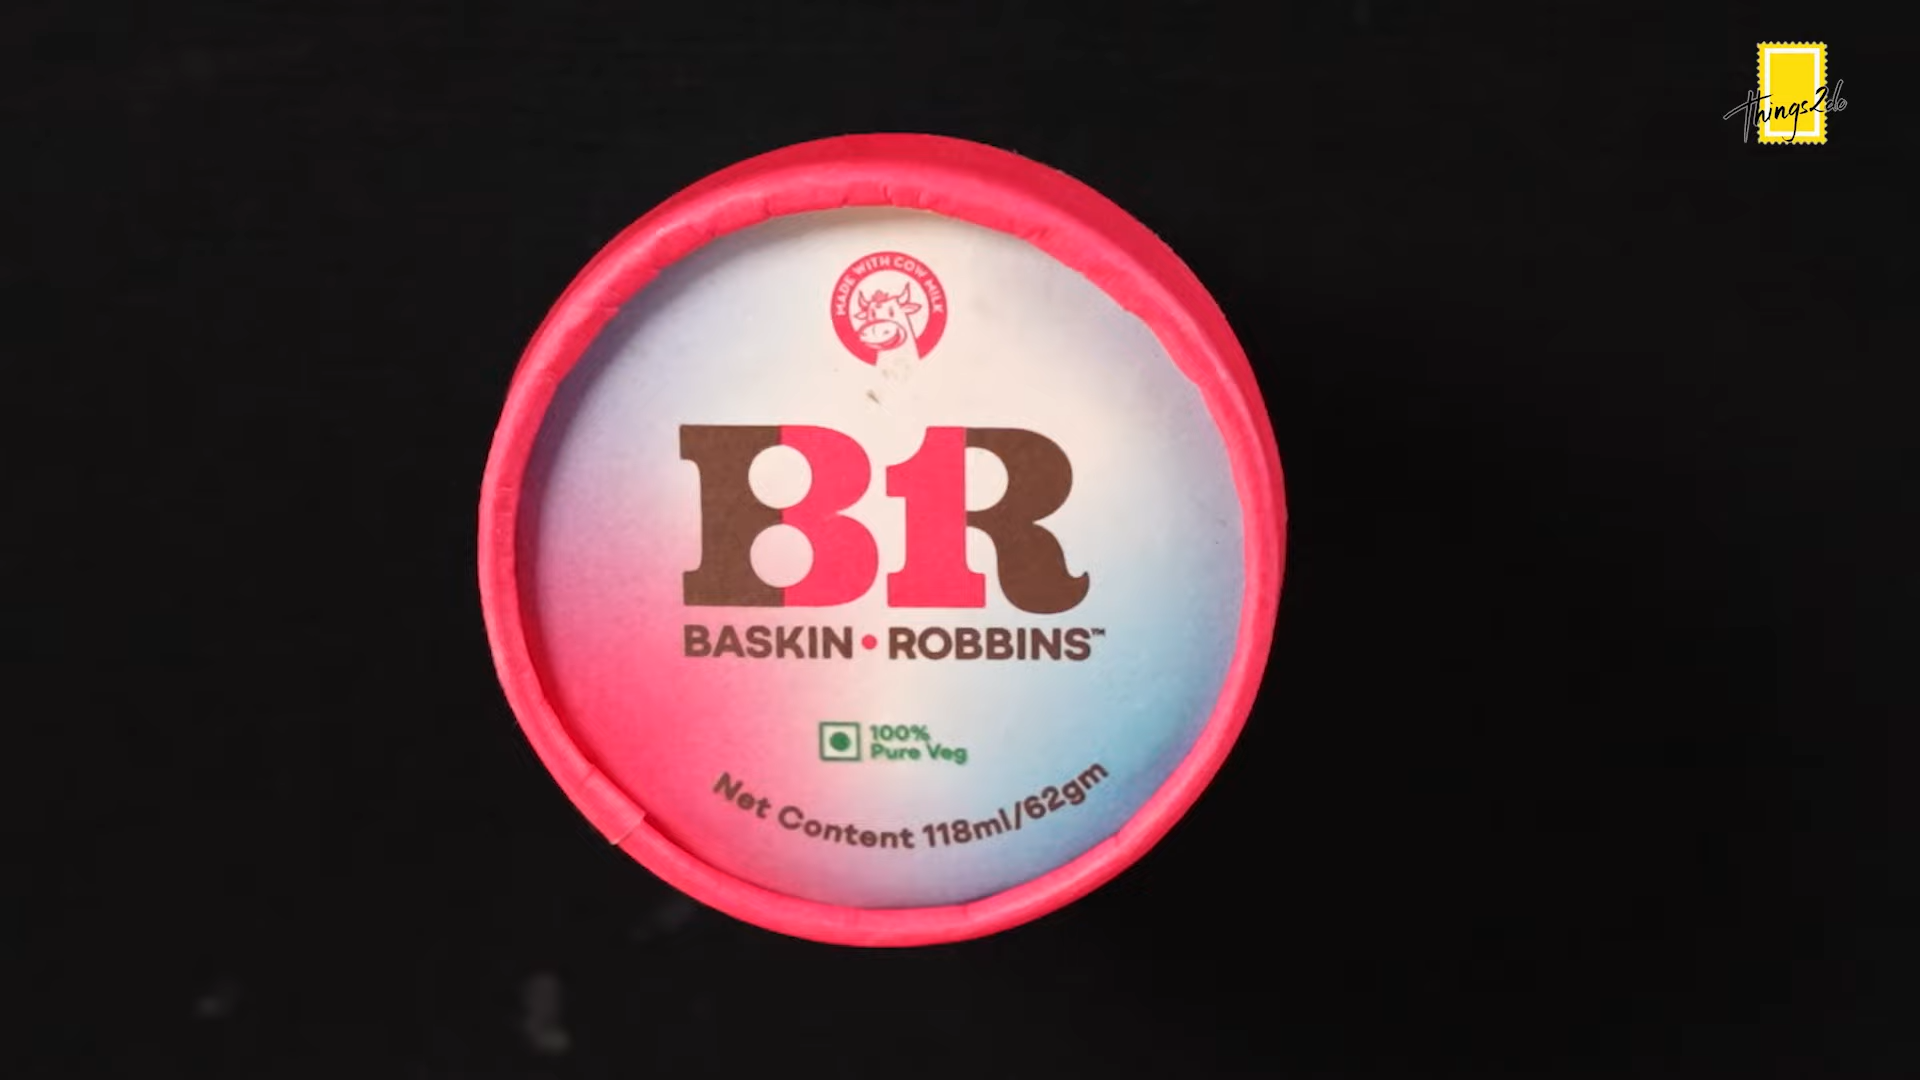 Things2do
MADE WITH COW MILK
BR
BASKIN • ROBBINS™
100%
Pure Veg
Net Content 118ml/62gm